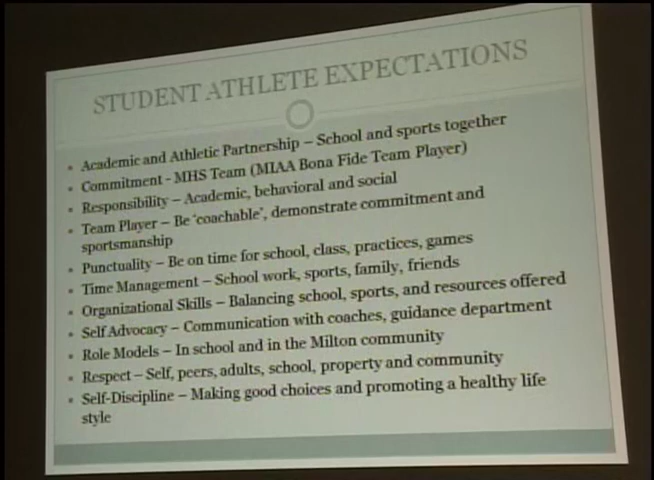 STUDENT ATHLETE EXPECTATIONS
• Academic and Athletic Partnership – School and sports together
• Commitment - MHS Team (MIAA Bona Fide Team Player)
• Responsibility – Academic, behavioral and social
• Team Player – Be 'coachable', demonstrate commitment and
sportsmanship
• Punctuality – Be on time for school, class, practices, games
• Time Management – School work, sports, family, friends
• Organizational Skills – Balancing school, sports, and resources offered
• Self Advocacy – Communication with coaches, guidance department
• Role Models – In school and in the Milton community
• Respect – Self, peers, adults, school, property and community
• Self-Discipline – Making good choices and promoting a healthy life
style